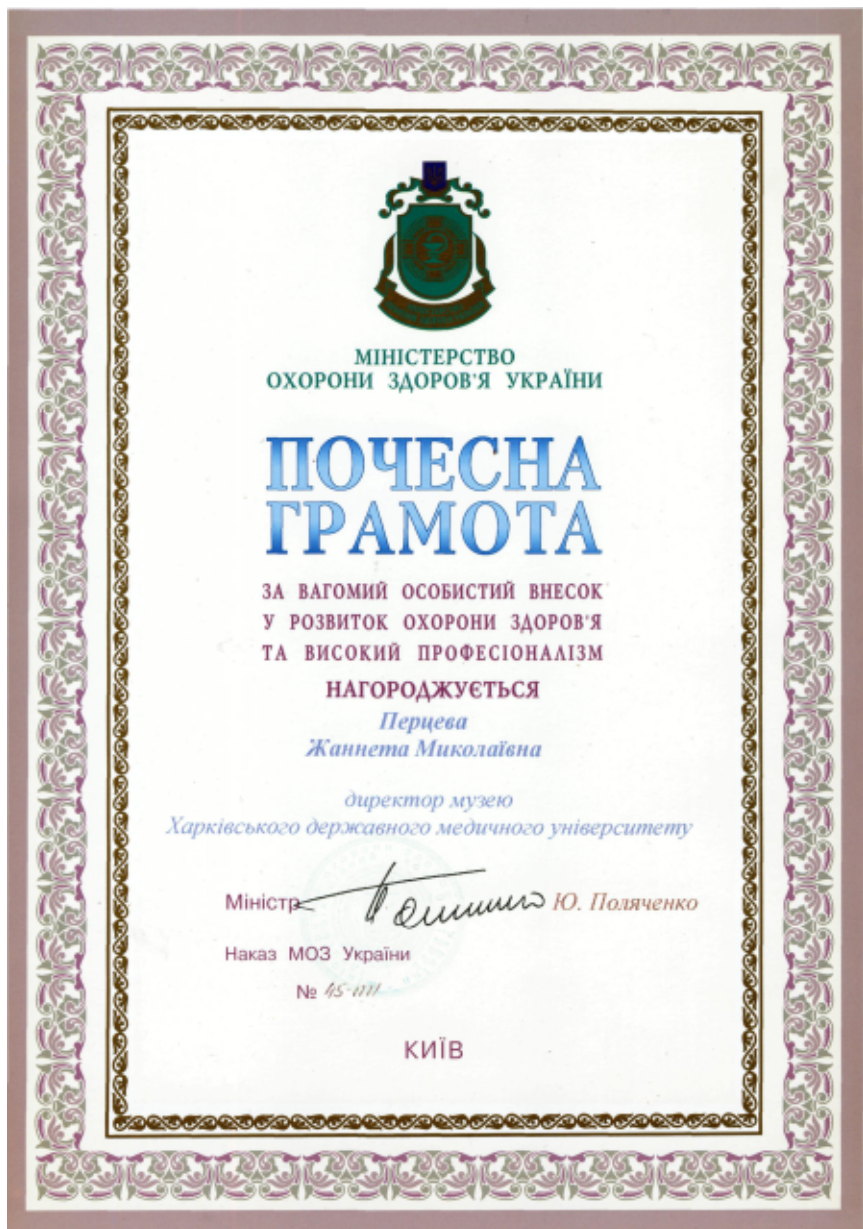 МІНІСТЕРСТВО
ОХОРОНИ ЗДОРОВ'Я УКРАЇНИ
ПОЧЕСНА
ГРАМОТА
ЗА ВАГОМИЙ ОСОБИСТИЙ ВНЕСОК
У РОЗВИТОК ОХОРОНИ ЗДОРОВ'Я
ТА ВИСОКИЙ ПРОФЕСІОНАЛІЗМ
НАГОРОДЖУЄТЬСЯ
Перцева
Жаннета Миколаївна
директор музею
Харківського державного медичного університету
Міністр Ю. Поляченко
Наказ МОЗ України
№ 45-
КИЇВ